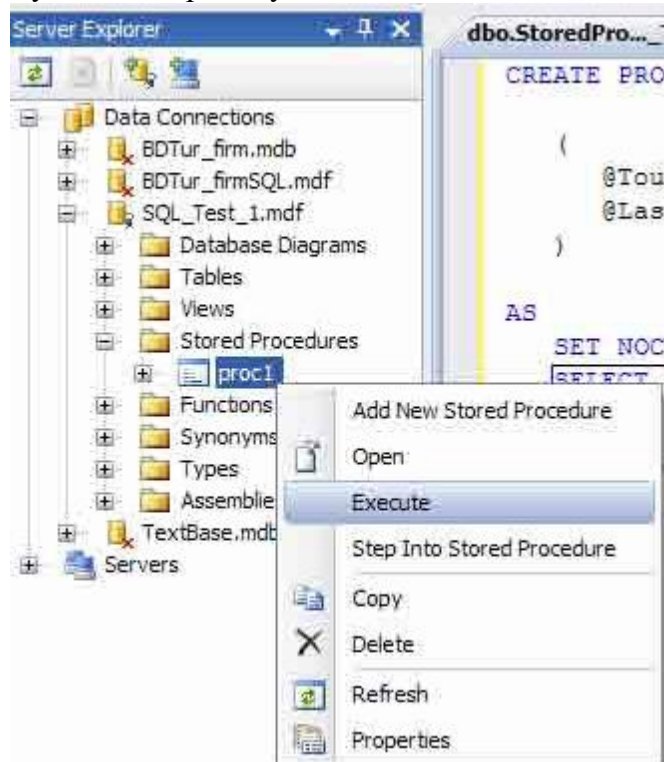 Server Explorer
dbo.StoredPro..._
CREATE PRO
Data Connections
(
BDTur_firm.mdb
BDTur_firmSQL.mdf
@Tou
SQL_Test_1.mdf
@Las
Database Diagrams
)
Tables
Views
AS
Stored Procedures
SET NOC
proc1
SELECT
Functions
Add New Stored Procedure
Synonyms
Types
Open
Assemblie
Execute
TextBase.mdb
Step Into Stored Procedure
Servers
Copy
Delete
Refresh
Properties